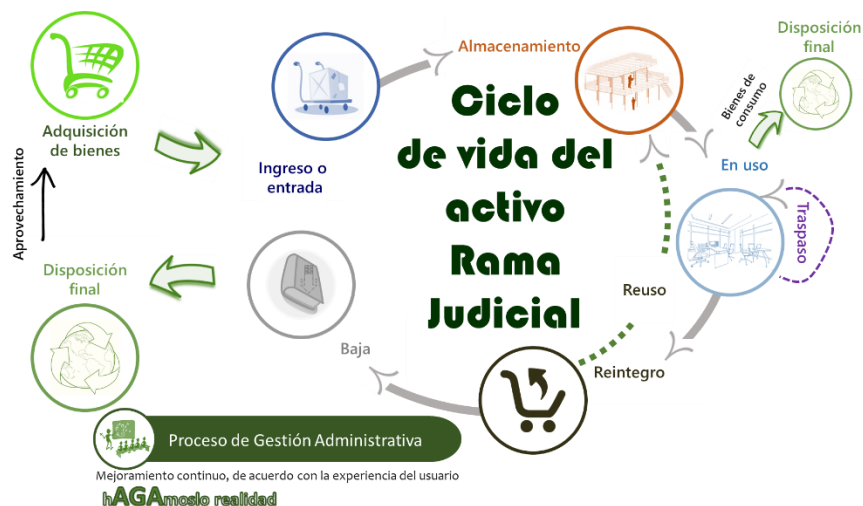 Adquisición
de bienes
Ingreso o
entrada
Almacenamiento
Disposición
final
Bienes de
consumo
En uso
Traspaso
Ciclo
de vida del
activo
Rama
Judicial
Aprovechamiento
Disposición
final
Baja
Reuso
Reintegro
Proceso de Gestión Administrativa
Mejoramiento continuo, de acuerdo con la experiencia del usuario
hAGAmoslo realidad